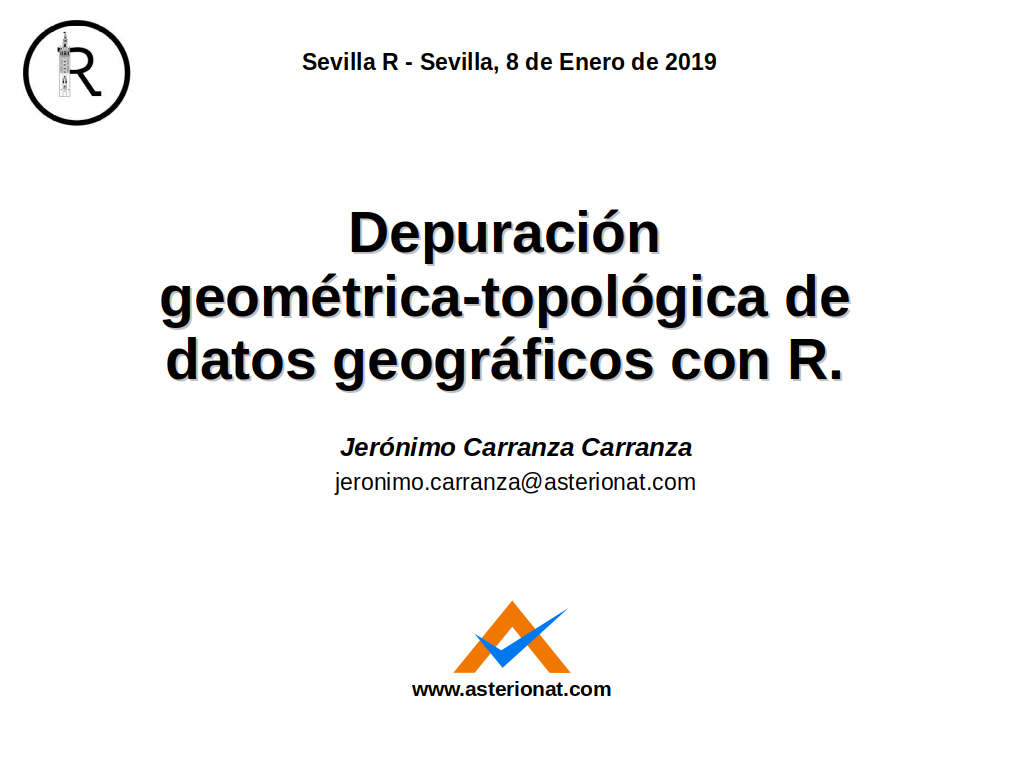 R
Sevilla R - Sevilla, 8 de Enero de 2019
Depuración
geométrica-topológica de
datos geográficos con R.
Jerónimo Carranza Carranza
jeronimo.carranza@asterionat.com
www.asterionat.com